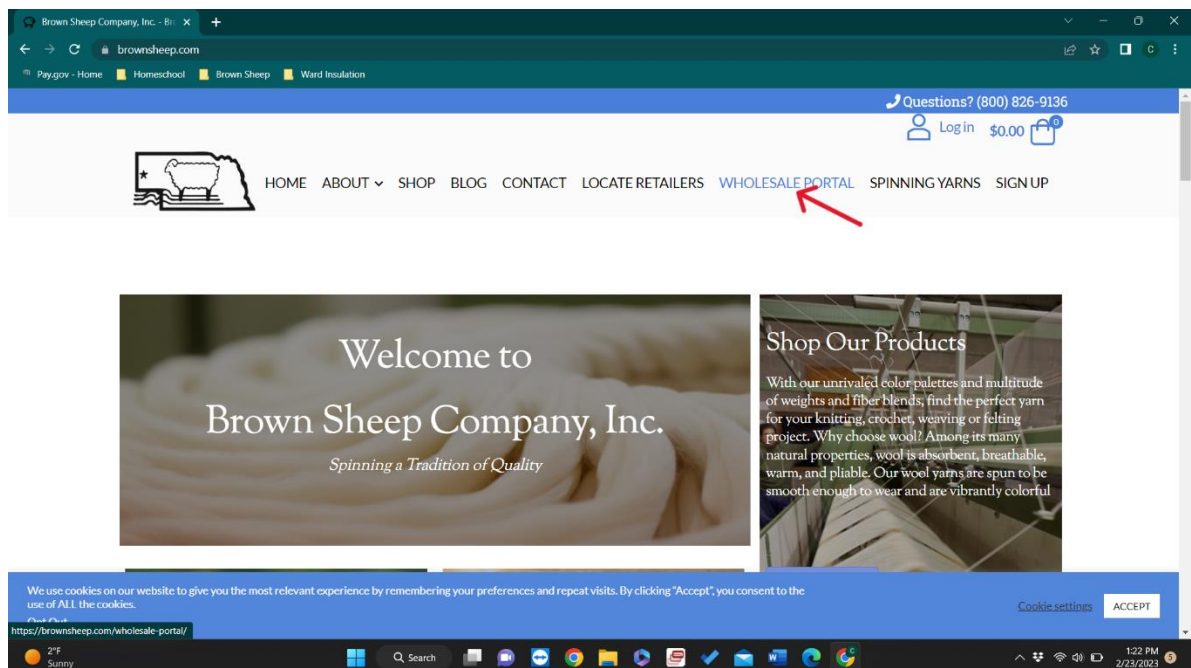 Brown Sheep Company, Inc. - Br
brownsheep.com
Pay.gov - Home Homeschool Brown Sheep Ward Insulation
Questions? (800) 826-9136
Log in $0.00 0
HOME ABOUT SHOP BLOG CONTACT LOCATE RETAILERS WHOLESALE PORTAL SPINNING YARNS SIGN UP
Welcome to
Brown Sheep Company, Inc.
Spinning a Tradition of Quality
Shop Our Products
With our unrivaled color palettes and multitude
of weights and fiber blends, find the perfect yarn
for your knitting, crochet, weaving or felting
project. Why choose wool? Among its many
natural properties, wool is absorbent, breathable,
warm, and pliable. Our wool yarns are spun to be
smooth enough to wear and are vibrantly colorful
We use cookies on our website to give you the most relevant experience by remembering your preferences and repeat visits. By clicking "Accept", you consent to the
use of ALL the cookies.
Opt Out
Cookie settings ACCEPT
https://brownsheep.com/wholesale-portal/
2°F
Sunny
Search
1:22 PM
2/23/2023
5